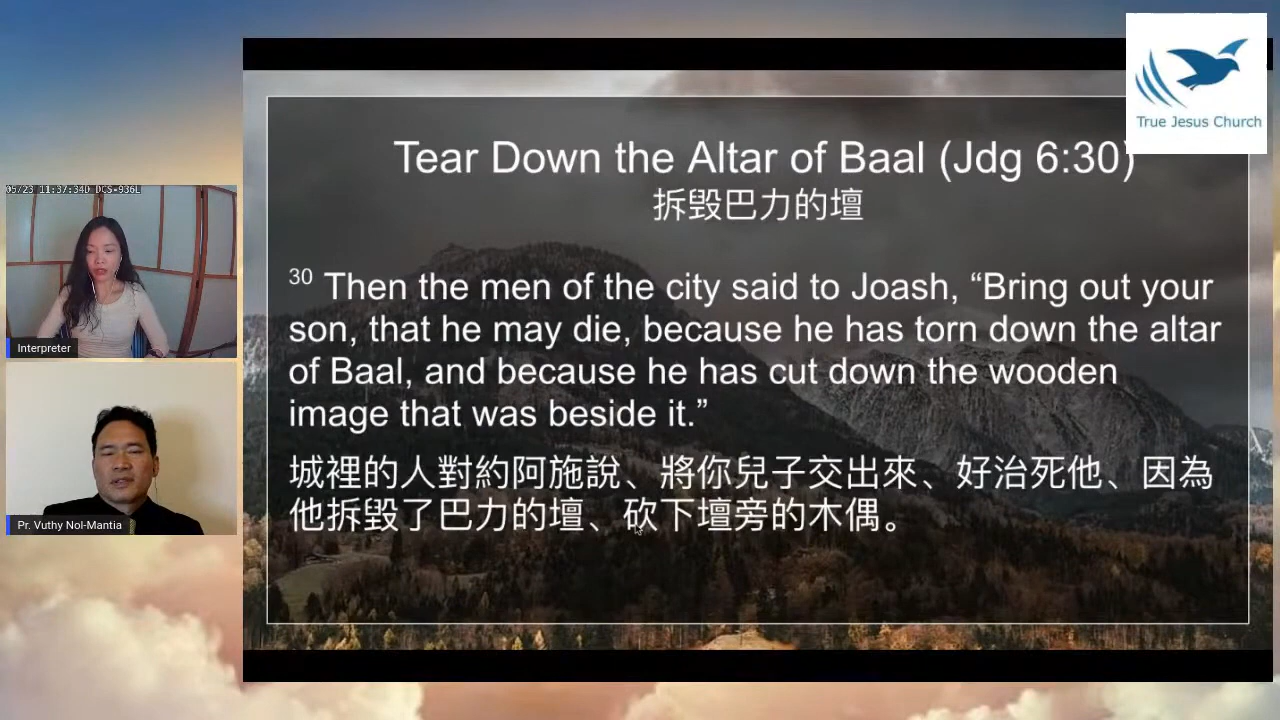 True Jesus Church
Tear Down the Altar of Baal (Jdg 6:30)
拆毀巴力的壇
30 Then the men of the city said to Joash, “Bring out your
son, that he may die, because he has torn down the altar
of Baal, and because he has cut down the wooden
image that was beside it.”
城裡的人對約阿施說、將你兒子交出來、好治死他、因為
他拆毀了巴力的壇、砍下壇旁的木偶。
05/23 11:37:34D DCS-936L
Interpreter
Pr. Vuthy Nol-Mantia